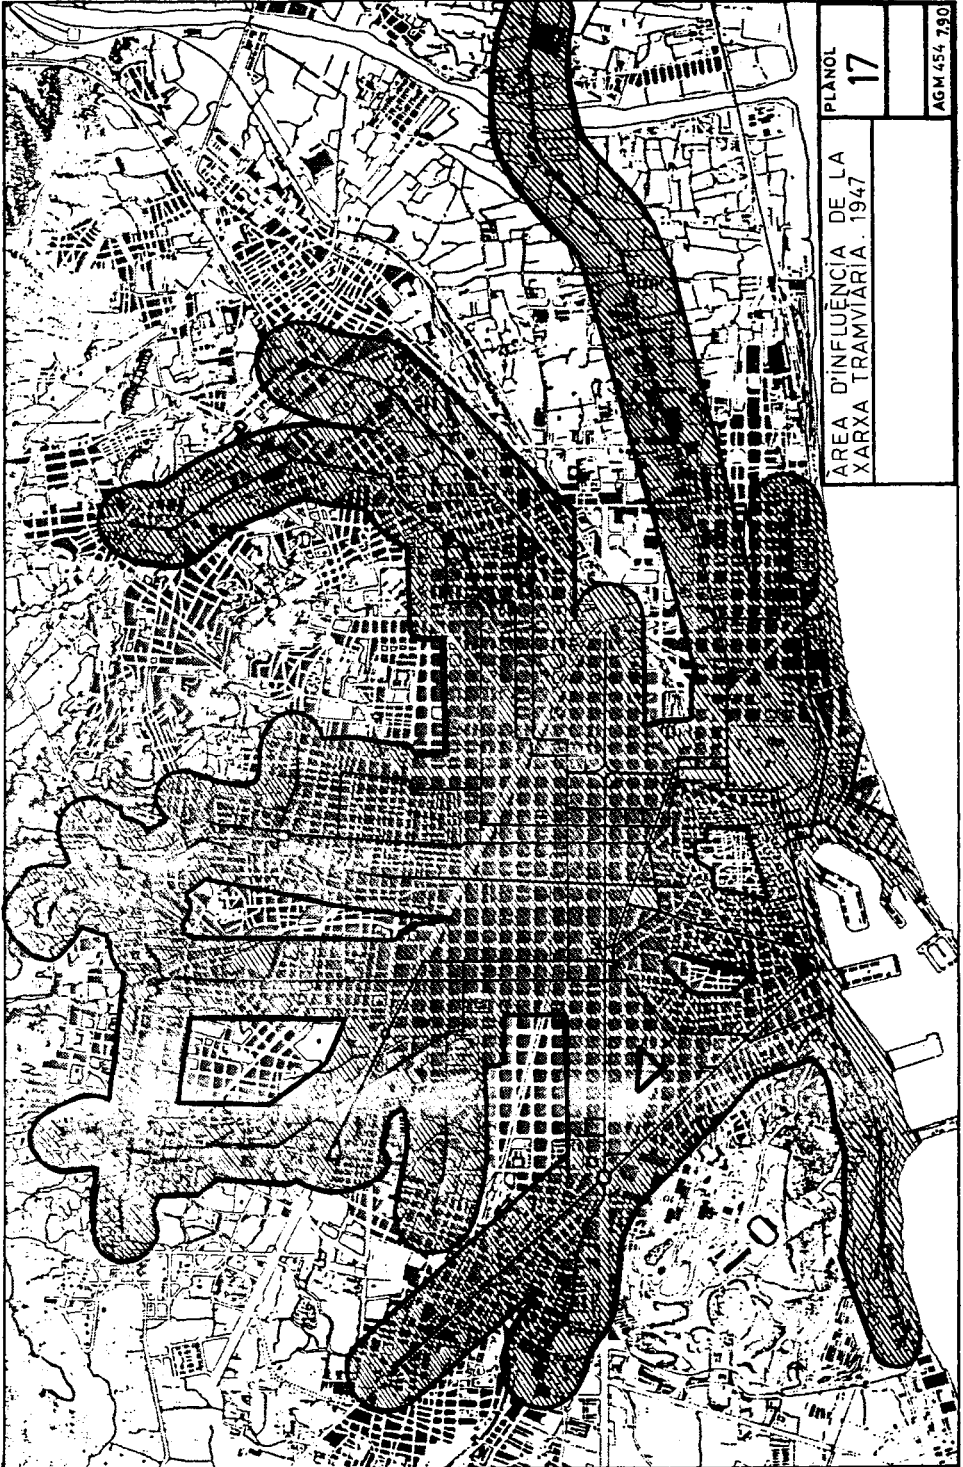 ÀREA D'INFLUÈNCIA DE LA
XARXA TRAMVIÀRIA. 1947
PLÀNOL
17
AGM 454 7.90